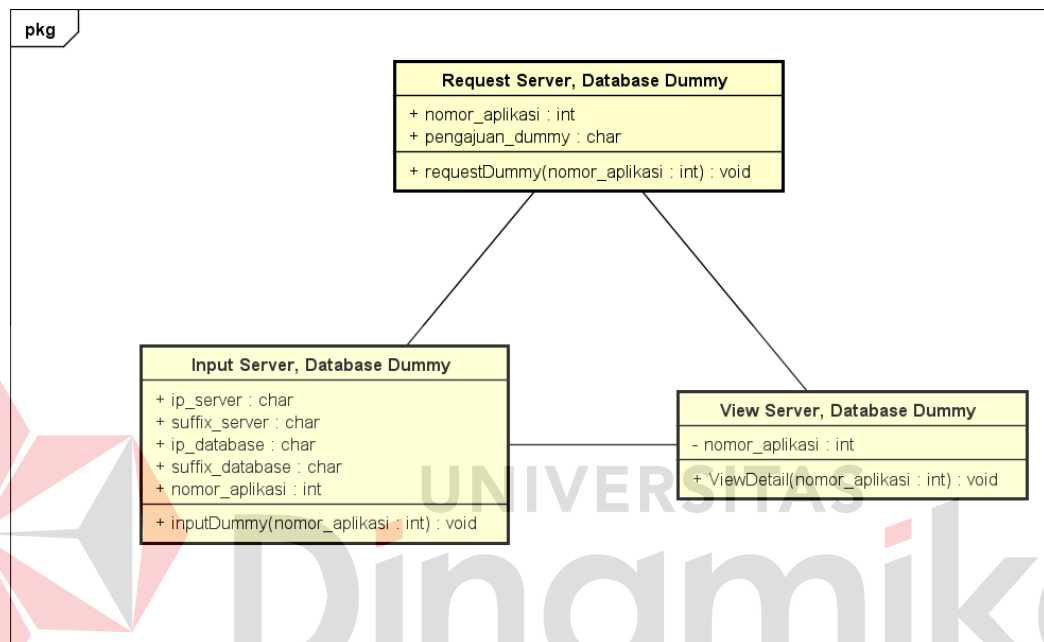 pkg
Request Server, Database Dummy
+ nomor_aplikasi : int
+ pengajuan_dummy : char
+ requestDummy(nomor_aplikasi : int) : void
Input Server, Database Dummy
+ ip_server : char
+ suffix_server : char
+ ip_database : char
+ suffix_database : char
+ nomor_aplikasi : int
+ inputDummy(nomor_aplikasi : int) : void
View Server, Database Dummy
- nomor_aplikasi : int
+ ViewDetail(nomor_aplikasi : int) : void
UNIVERSITAS
Dinamika